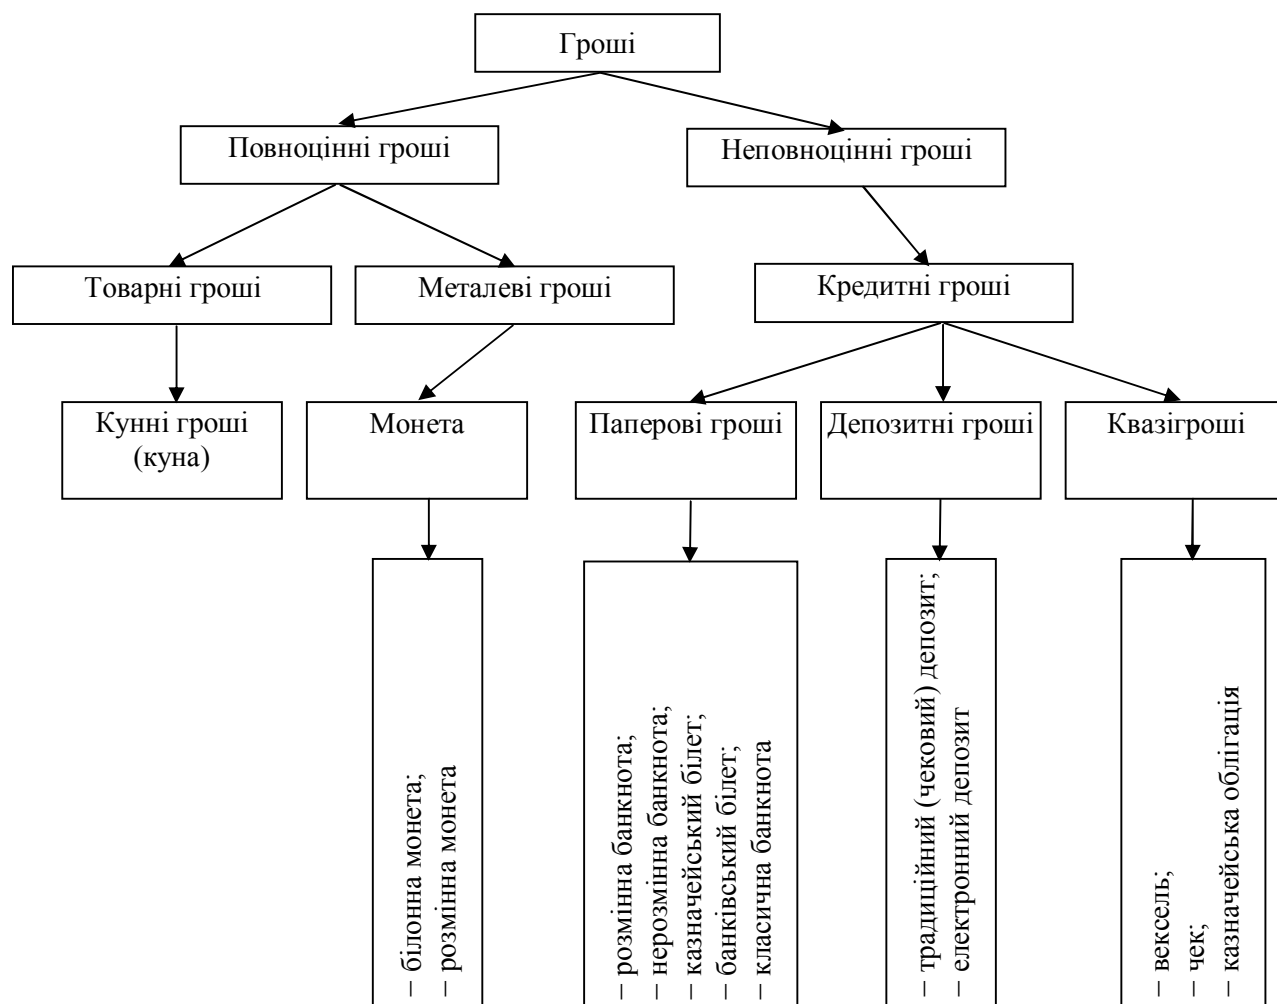 Гроші
Повноцінні гроші
Неповноцінні гроші
Товарні гроші
Металеві гроші
Кредитні гроші
Кунні гроші
(куна)
Монета
Паперові гроші
Депозитні гроші
Квазігроші
– білонна монета;
– розмінна монета
– розмінна банкнота;
– нерозмінна банкнота;
– казначейський білет;
– банківський білет;
– класична банкнота
– традиційний (чековий) депозит;
– електронний депозит
– вексель;
– чек;
– казначейська облігація